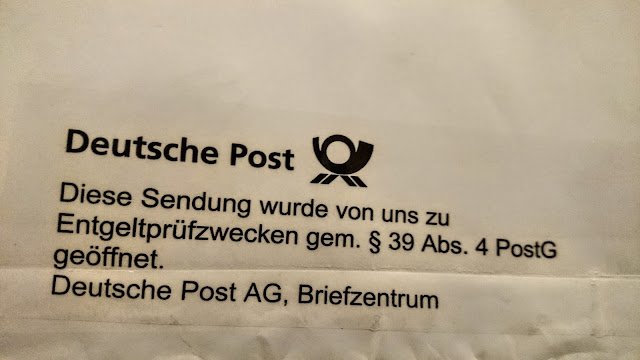 Deutsche Post
Diese Sendung wurde von uns zu
Entgeltprüfzwecken gem. § 39 Abs. 4 PostG
geöffnet.
Deutsche Post AG, Briefzentrum